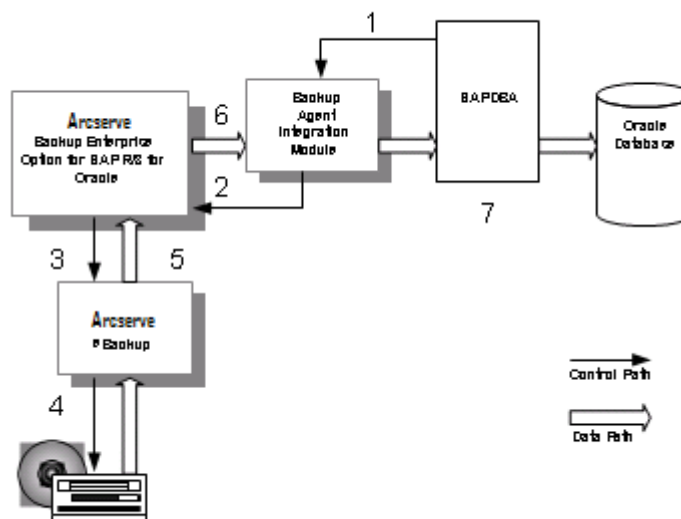 1
Arcserve
Backup Enterprise
Option for SAP R/3 for
Oracle
6
Backup
Agent
Integration
Module
SAPDBA
Oracle
Database
2
7
3
5
Arcserve
® Backup
4
Control Path
Data Path